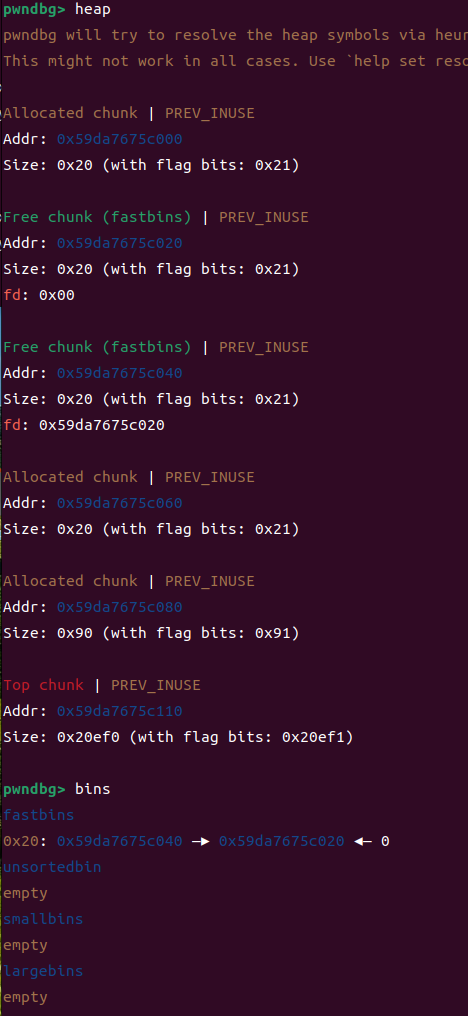 pwndbg> heap
pwndbg will try to resolve the heap symbols via heur
This might not work in all cases. Use `help set reso
Allocated chunk | PREV_INUSE
Addr: 0x59da7675c000
Size: 0x20 (with flag bits: 0x21)
Free chunk (fastbins) | PREV_INUSE
Addr: 0x59da7675c020
Size: 0x20 (with flag bits: 0x21)
fd: 0x00
Free chunk (fastbins) | PREV_INUSE
Addr: 0x59da7675c040
Size: 0x20 (with flag bits: 0x21)
fd: 0x59da7675c020
Allocated chunk | PREV_INUSE
Addr: 0x59da7675c060
Size: 0x20 (with flag bits: 0x21)
Allocated chunk | PREV_INUSE
Addr: 0x59da7675c080
Size: 0x90 (with flag bits: 0x91)
Top chunk | PREV_INUSE
Addr: 0x59da7675c110
Size: 0x20ef0 (with flag bits: 0x20ef1)
pwndbg> bins
fastbins
0x20: 0x59da7675c040 —▸ 0x59da7675c020 ◂— 0
unsortedbin
empty
smallbins
empty
largebins
empty